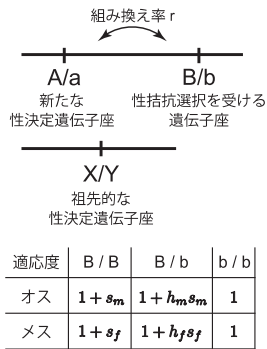 組み換え率 r
A/a
B/b
新たな
性決定遺伝子座
性拮抗選択を受ける
遺伝子座
X/Y
祖先的な
性決定遺伝子座
適応度 B / B B / b b / b
オス 1+s_m 1+h_m s_m 1
メス 1+s_f 1+h_f s_f 1